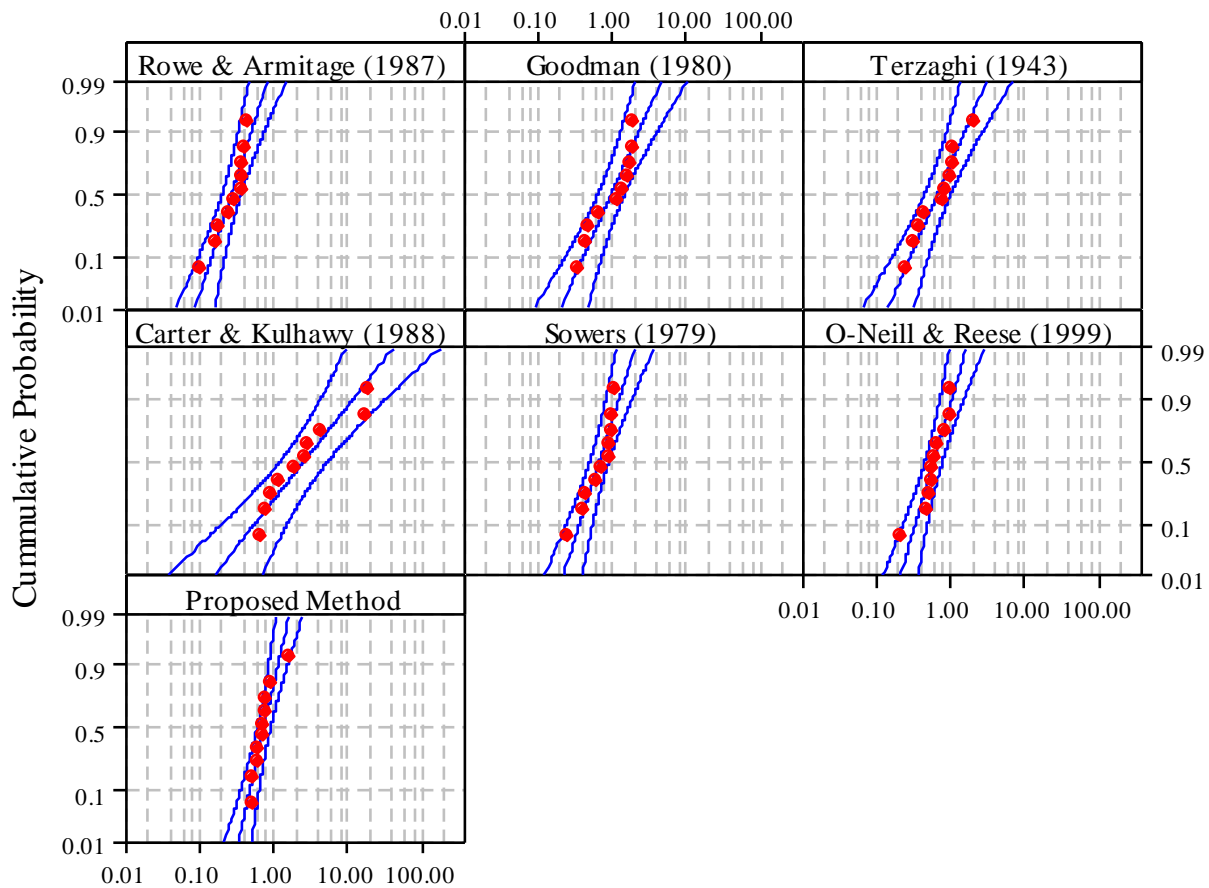 0.01 0.10 1.00 10.00 100.00
Rowe & Armitage (1987) Goodman (1980) Terzaghi (1943)
0.99
0.9
0.5
0.1
0.01
Cummulative Probability
Carter & Kulhawy (1988) Sowers (1979) O-Neill & Reese (1999)
0.99
0.9
0.5
0.1
0.01
0.01 0.10 1.00 10.00 100.00
Proposed Method
0.99
0.9
0.5
0.1
0.01
0.01 0.10 1.00 10.00 100.00